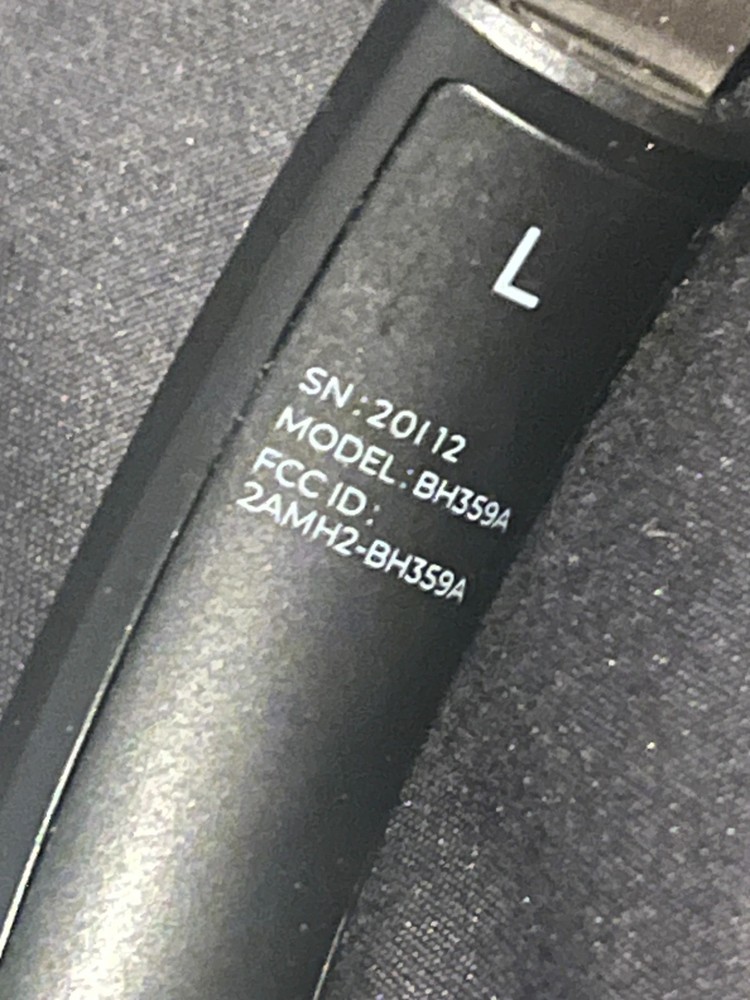 L
SN:20112
MODEL:BH359A
FCC ID:
2AMH2-BH359A